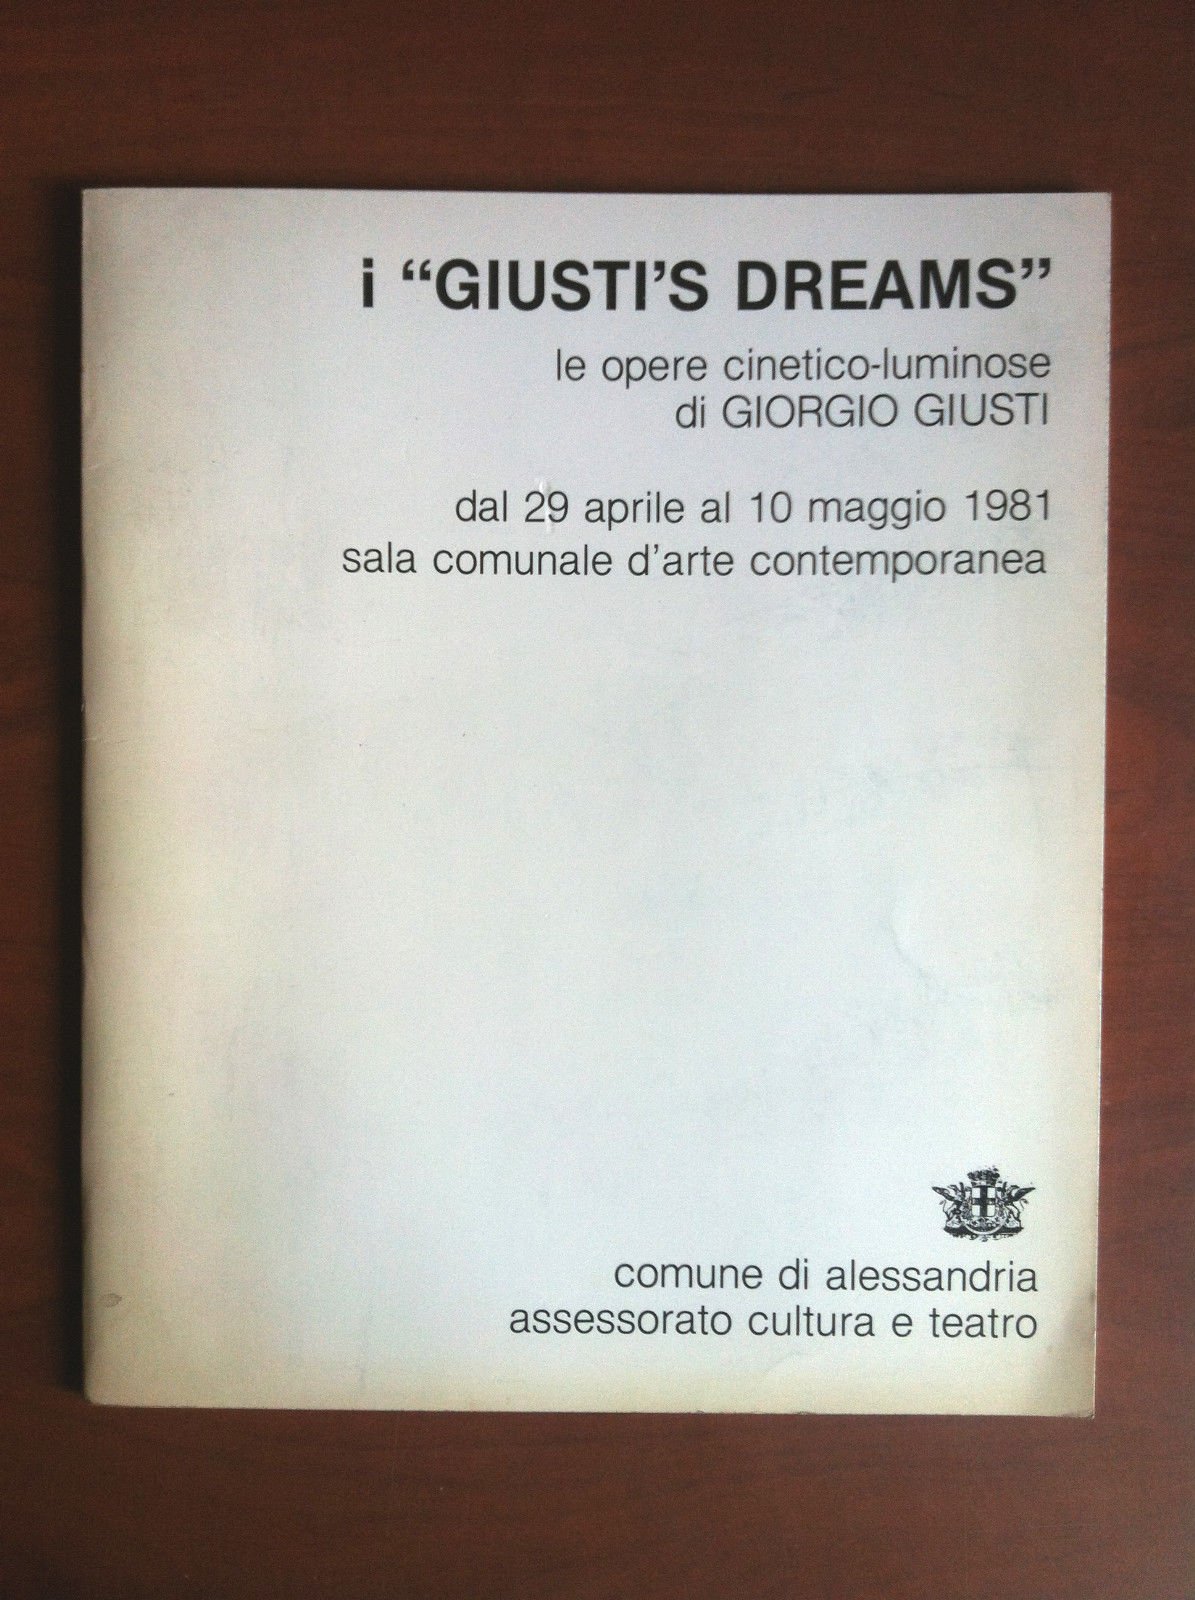 i “GIUSTI’S DREAMS”
le opere cinetico-luminose
di GIORGIO GIUSTI
dal 29 aprile al 10 maggio 1981
sala comunale d’arte contemporanea
comune di alessandria
assessorato cultura e teatro